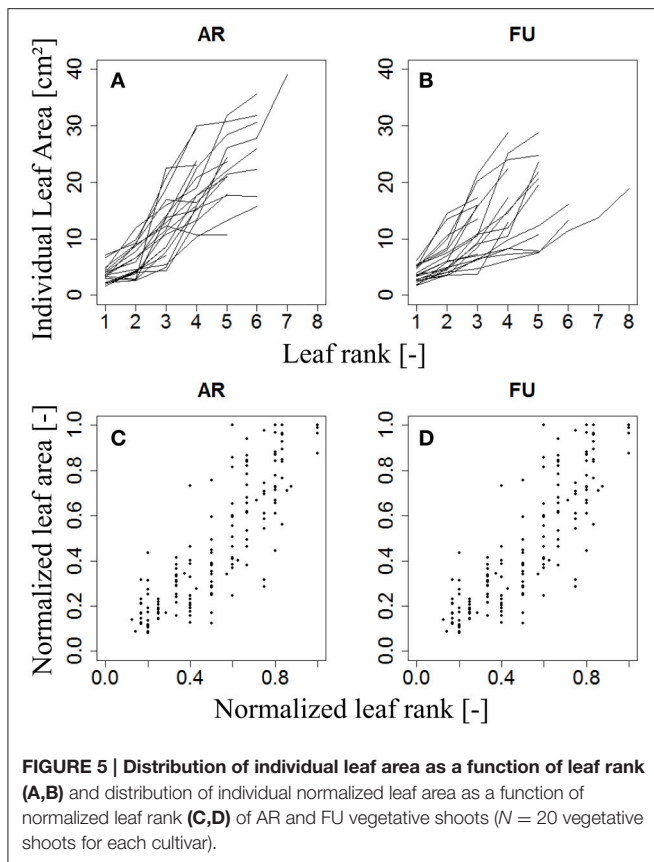 AR FU
A B
Individual Leaf Area [cm²]
40
30
20
10
0
1 2 3 4 5 6 7 8 1 2 3 4 5 6 7 8
Leaf rank [-]
AR FU
C D
Normalized leaf area [-]
1.0 1.0
0.8 0.8
0.6 0.6
0.4 0.4
0.2 0.2
0.0 0.0
0.0 0.4 0.8 0.0 0.4 0.8
Normalized leaf rank [-]
FIGURE 5 | Distribution of individual leaf area as a function of leaf rank
(A,B) and distribution of individual normalized leaf area as a function of
normalized leaf rank (C,D) of AR and FU vegetative shoots (N = 20 vegetative
shoots for each cultivar).